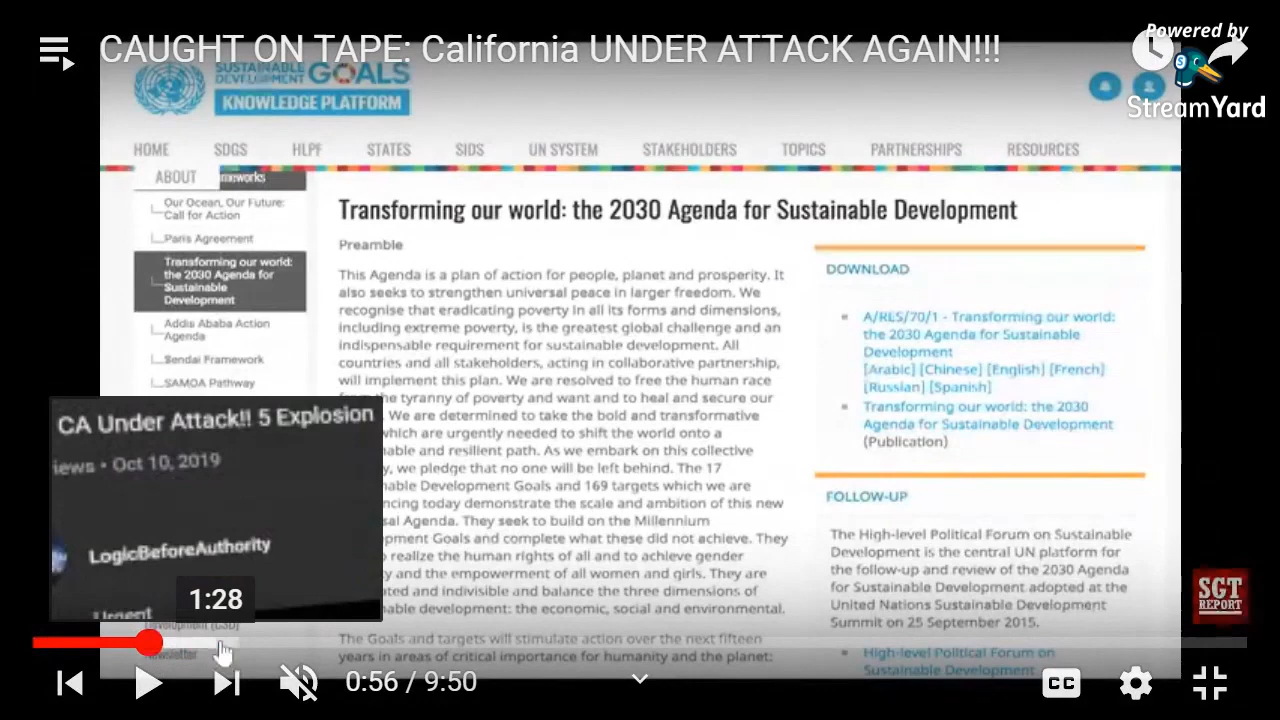 CAUGHT ON TAPE: California UNDER ATTACK AGAIN!!!
Powered by
StreamYard
SUSTAINABLE
DEVELOPMENT GOALS
KNOWLEDGE PLATFORM
HOME SDGS HLPF STATES SIDS UN SYSTEM STAKEHOLDERS TOPICS PARTNERSHIPS RESOURCES
ABOUT
Our Ocean, Our Future:
Call for Action
Paris Agreement
Transforming our world:
the 2030 Agenda for
Sustainable
Development
Addis Ababa Action
Agenda
Sendai Framework
SAMOA Pathway
Transforming our world: the 2030 Agenda for Sustainable Development
Preamble
This Agenda is a plan of action for people, planet and prosperity. It
also seeks to strengthen universal peace in larger freedom. We
recognise that eradicating poverty in all its forms and dimensions,
including extreme poverty, is the greatest global challenge and an
indispensable requirement for sustainable development. All
countries and all stakeholders, acting in collaborative partnership,
will implement this plan. We are resolved to free the human race
the tyranny of poverty and want and to heal and secure our
. We are determined to take the bold and transformative
which are urgently needed to shift the world onto a
nable and resilient path. As we embark on this collective
y, we pledge that no one will be left behind. The 17
nable Development Goals and 169 targets which we are
ncing today demonstrate the scale and ambition of this new
sal Agenda. They seek to build on the Millennium
pment Goals and complete what these did not achieve. They
realize the human rights of all and to achieve gender
y and the empowerment of all women and girls. They are
ated and indivisible and balance the three dimensions of
nable development: the economic, social and environmental.
The Goals and targets will stimulate action over the next fifteen
years in areas of critical importance for humanity and the planet:
DOWNLOAD
A/RES/70/1 - Transforming our world:
the 2030 Agenda for Sustainable
Development
[Arabic] [Chinese] [English] [French]
[Russian] [Spanish]
Transforming our world: the 2030
Agenda for Sustainable Development
(Publication)
FOLLOW-UP
The High-level Political Forum on Sustainable
Development is the central UN platform for
the follow-up and review of the 2030 Agenda
for Sustainable Development adopted at the
United Nations Sustainable Development
Summit on 25 September 2015.
High-level Political Forum on
Sustainable Development
CA Under Attack!! 5 Explosion
iews • Oct 10, 2019
LogicBeforeAuthority
Urgent
1:28
Newsletter
SGT
REPORT
0:56 / 9:50
CC